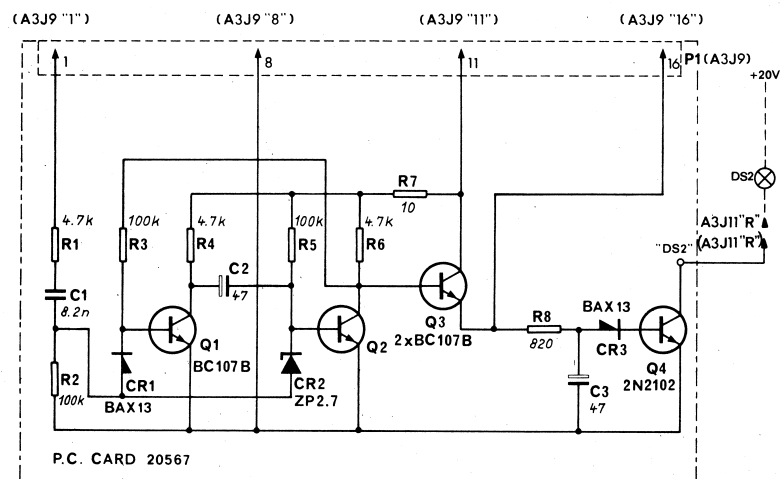 (A3J9 "1") (A3J9 "8") (A3J9 "11") (A3J9 "16")
1 8 11 16 P1(A3J9)
+20V
DS2
R7
10
4.7k 100k 4.7k 100k 4.7k
R1 R3 R4 R5 R6
A3J11"R"
(A3J11"R")
"DS2"
C2
47
C1
8.2n
Q3
2xBC107B
R8
820
BAX13
CR3
Q1
BC107B
Q2
Q4
2N2102
R2
100k
CR1
BAX13
CR2
ZP2.7
C3
47
P.C. CARD 20567